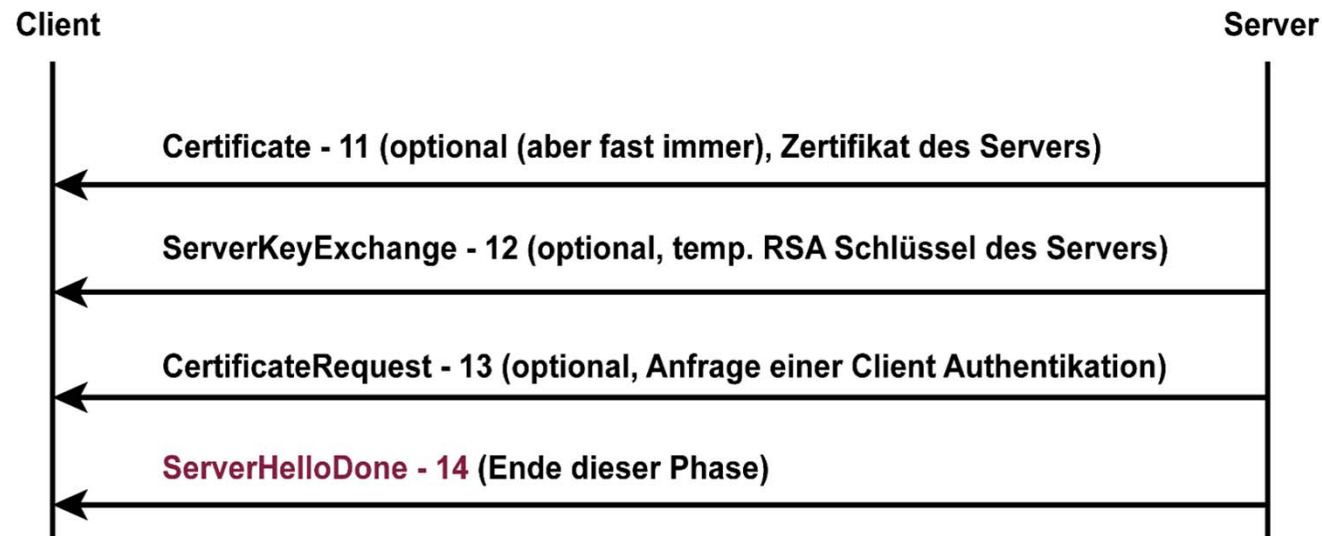 Client
Server
Certificate - 11 (optional (aber fast immer), Zertifikat des Servers)
ServerKeyExchange - 12 (optional, temp. RSA Schlüssel des Servers)
CertificateRequest - 13 (optional, Anfrage einer Client Authentikation)
ServerHelloDone - 14 (Ende dieser Phase)